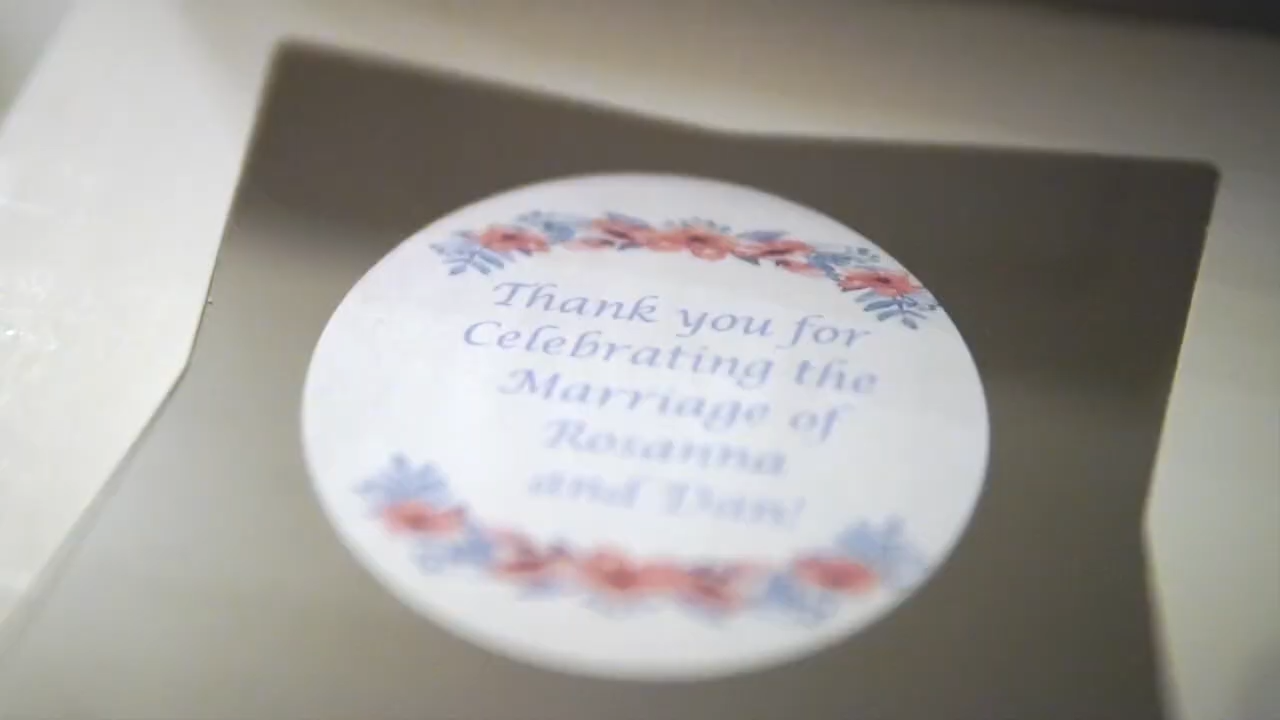 Thank you for
Celebrating the
Marriage of
Rosanna
and Dan!